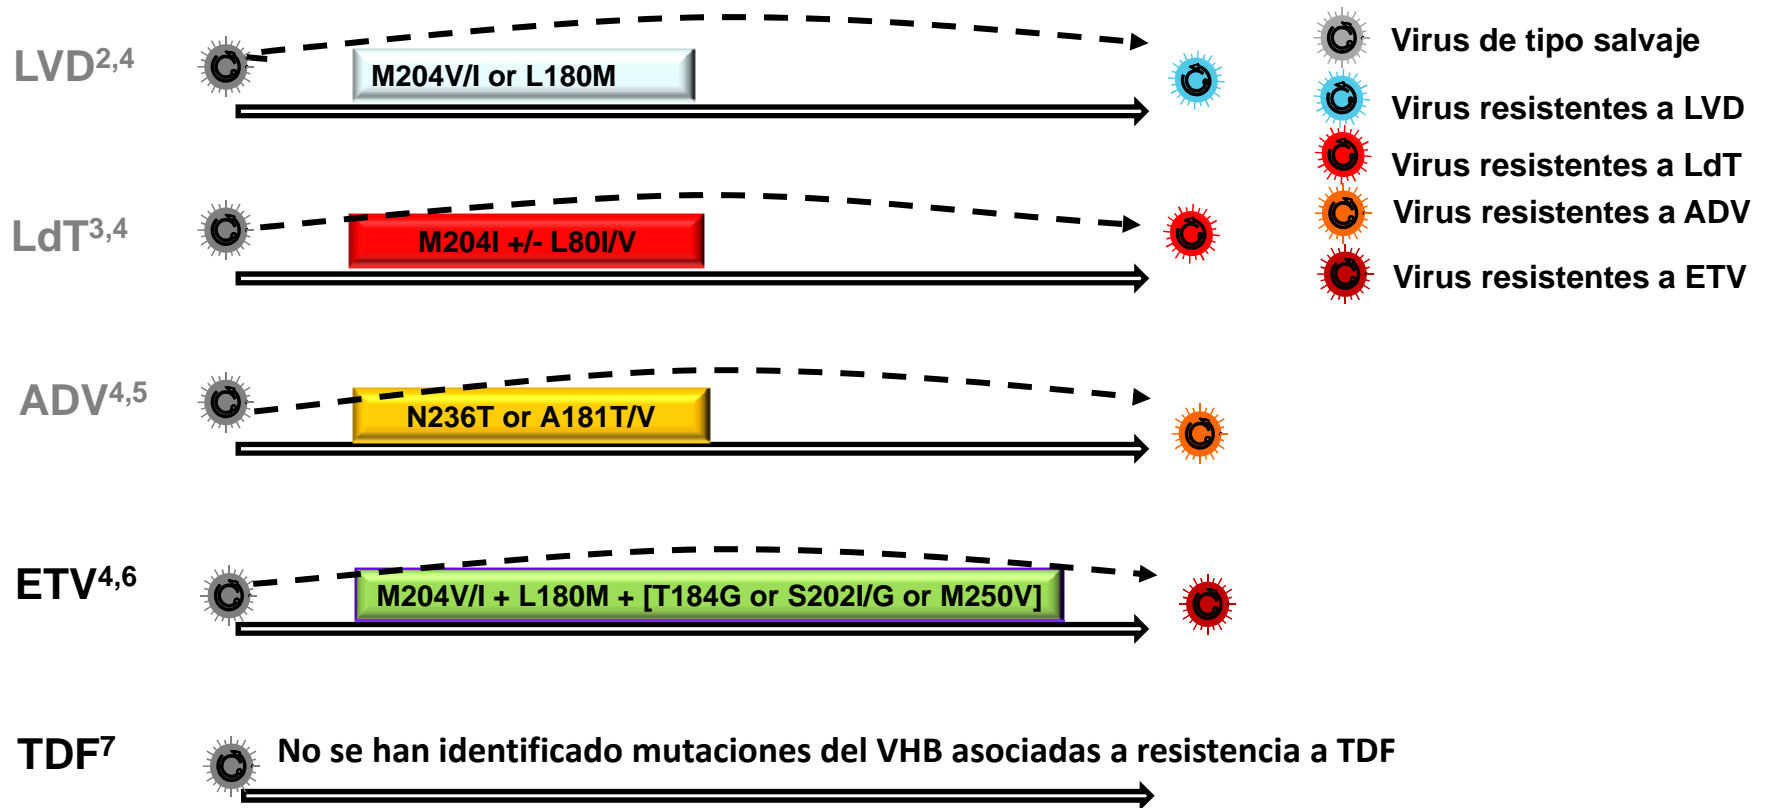 LVD2,4
M204V/I or L180M
LdT3,4
M204I +/- L80I/V
ADV4,5
N236T or A181T/V
ETV4,6
M204V/I + L180M + [T184G or S202I/G or M250V]
TDF7
No se han identificado mutaciones del VHB asociadas a resistencia a TDF
Virus de tipo salvaje
Virus resistentes a LVD
Virus resistentes a LdT
Virus resistentes a ADV
Virus resistentes a ETV